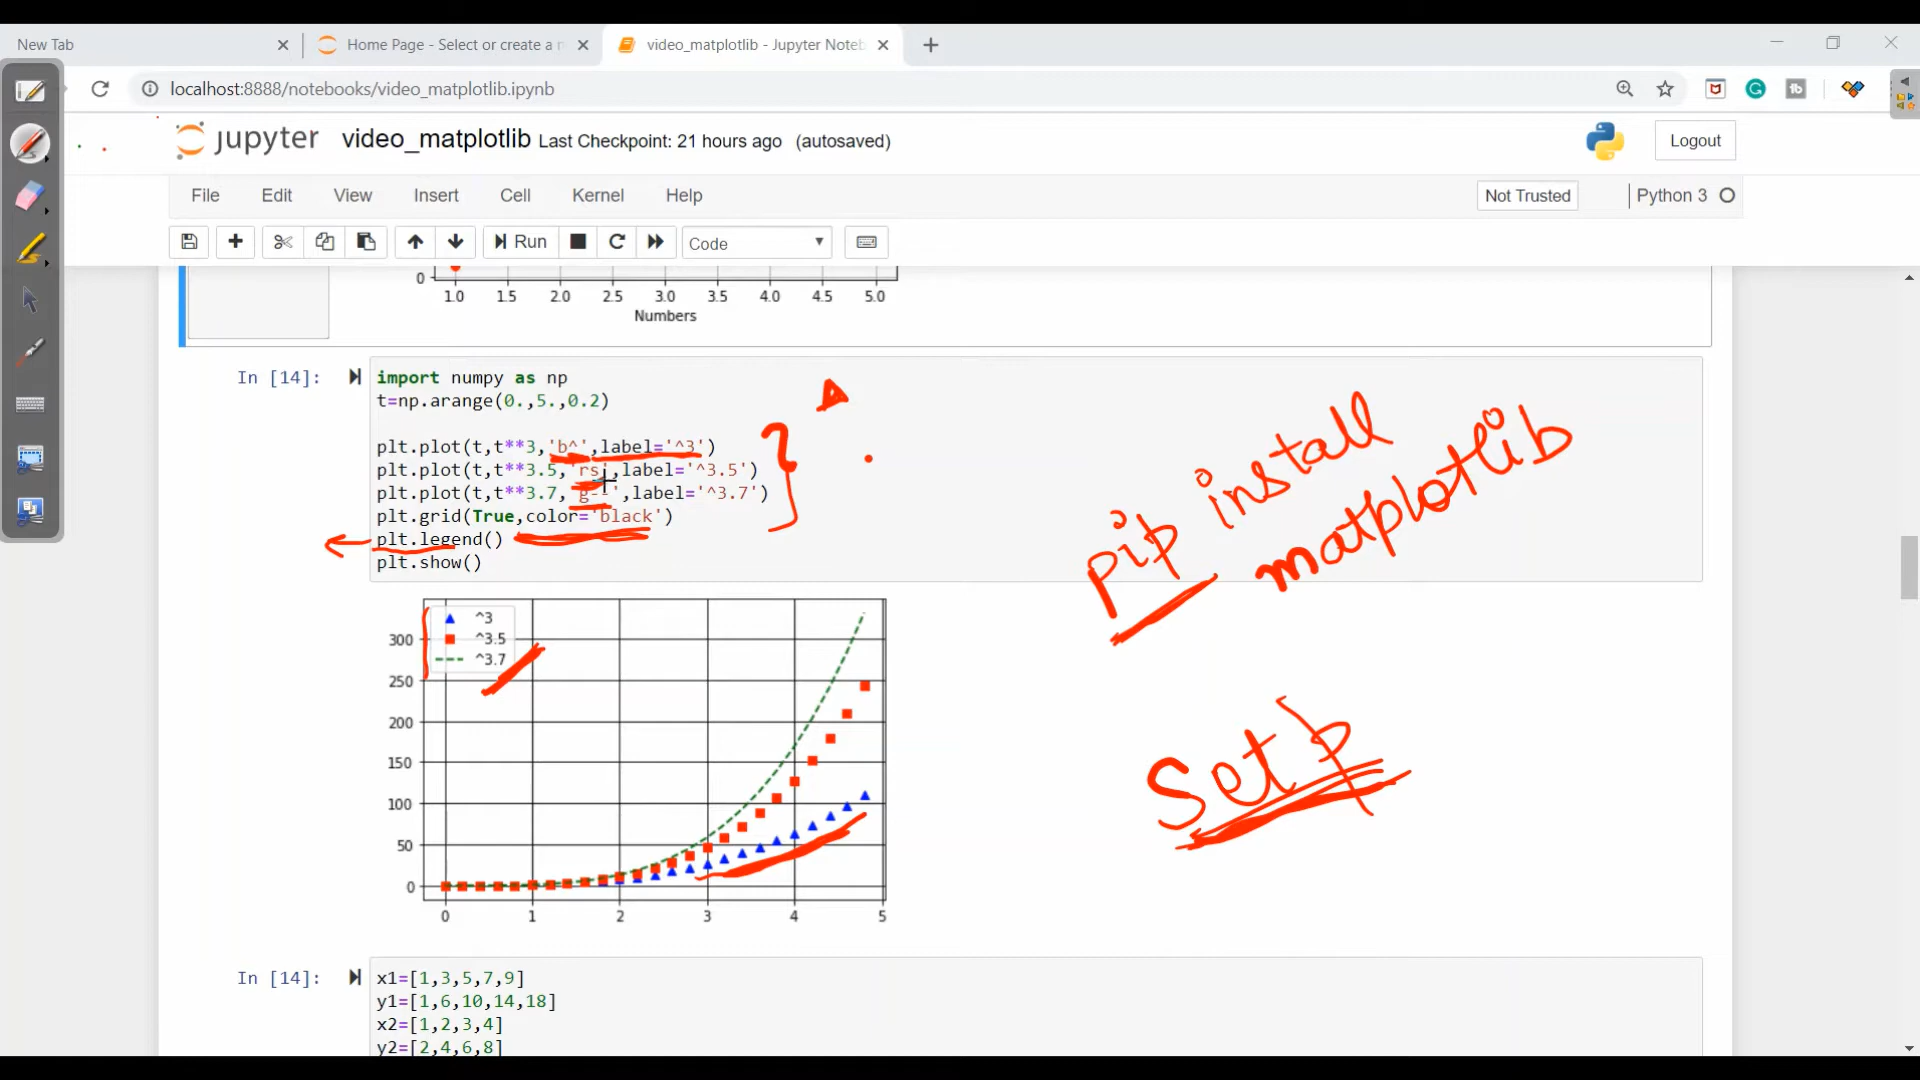 New Tab
Home Page - Select or create a n
video_matplotlib - Jupyter Noteb
localhost:8888/notebooks/video_matplotlib.ipynb
jupyter video_matplotlib Last Checkpoint: 21 hours ago (autosaved)
Logout
File Edit View Insert Cell Kernel Help
Not Trusted
Python 3
Run
Code
0
1.0 1.5 2.0 2.5 3.0 3.5 4.0 4.5 5.0
Numbers
In [14]:
import numpy as np
t=np.arange(0.,5.,0.2)
plt.plot(t,t**3,'b^',label='^3')
plt.plot(t,t**3.5,'rs',label='^3.5')
plt.plot(t,t**3.7,'g--',label='^3.7')
plt.grid(True,color='black')
plt.legend()
plt.show()
pip install
matplotlib
^3
^3.5
^3.7
300
250
200
150
100
50
0
0 1 2 3 4 5
Set p
In [14]:
x1=[1,3,5,7,9]
y1=[1,6,10,14,18]
x2=[1,2,3,4]
y2=[2,4,6,8]